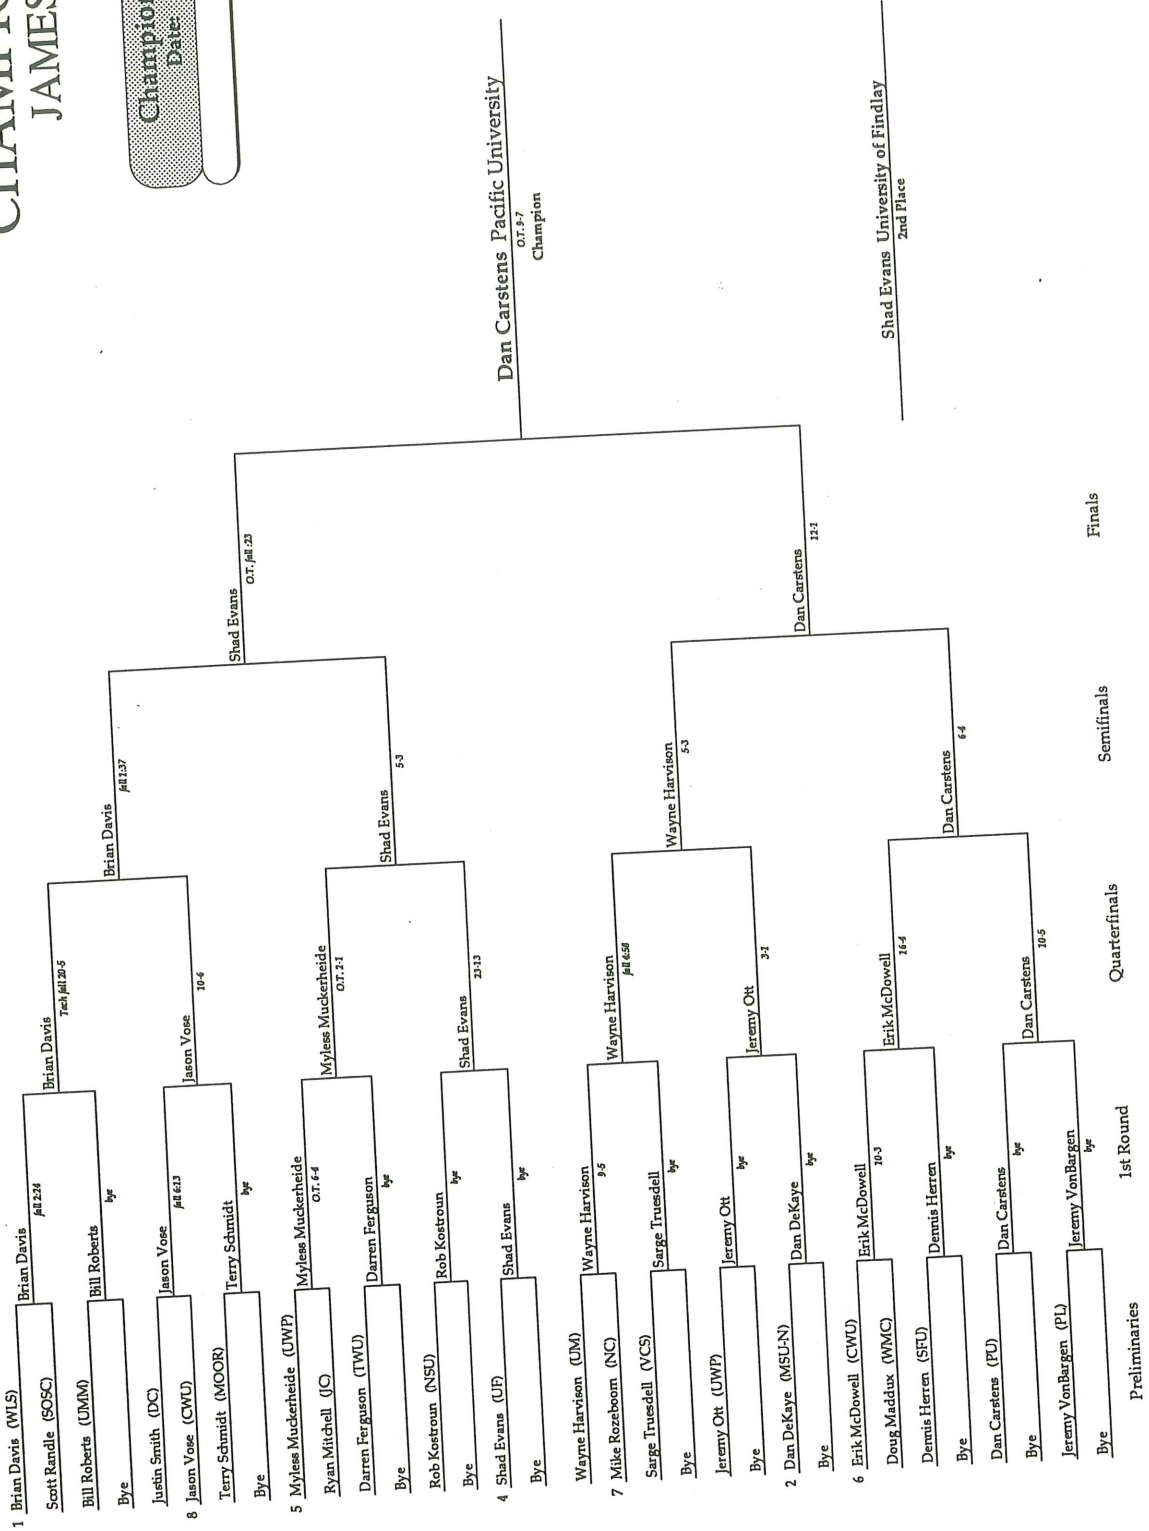 CHAMPIO
JAMES
Champion
Date:
1 Brian Davis (WLS)
Scott Randle (SOSC)
Bill Roberts (UMM)
Bye
Justin Smith (DC)
8 Jason Vose (CWU)
Terry Schmidt (MOOR)
Bye
5 Myless Muckerheide (UWP)
Ryan Mitchell (JC)
Darren Ferguson (TWU)
Bye
Rob Kostroun (NSU)
Bye
4 Shad Evans (UF)
Bye
Wayne Harvison (UM)
7 Mike Rozeboom (NC)
Sarge Truesdell (VCS)
Bye
Jeremy Ott (UWP)
Bye
2 Dan DeKaye (MSU-N)
Bye
6 Erik McDowell (CWU)
Doug Maddux (WMC)
Dennis Herren (SFU)
Bye
Dan Carstens (PU)
Bye
Jeremy VonBargen (PL)
Bye
Preliminaries
Brian Davis
fall 2:24
Bill Roberts
bye
Jason Vose
fall 6:13
Terry Schmidt
bye
Myless Muckerheide
O.T. 6-4
Darren Ferguson
bye
Rob Kostroun
bye
Shad Evans
bye
Wayne Harvison
9-5
Sarge Truesdell
bye
Jeremy Ott
bye
Dan DeKaye
bye
Erik McDowell
10-3
Dennis Herren
bye
Dan Carstens
bye
Jeremy VonBargen
bye
1st Round
Brian Davis
Tech fall 20-5
Jason Vose
10-6
Myless Muckerheide
O.T. 2-1
Shad Evans
23-13
Wayne Harvison
fall 4:58
Jeremy Ott
3-1
Erik McDowell
16-4
Dan Carstens
10-5
Quarterfinals
Brian Davis
fall 1:37
Shad Evans
5-3
Wayne Harvison
5-3
Dan Carstens
6-4
Semifinals
Shad Evans
O.T. fall :23
Dan Carstens
12-1
Finals
Dan Carstens Pacific University
O.T. 9-7
Champion
Shad Evans University of Findlay
2nd Place